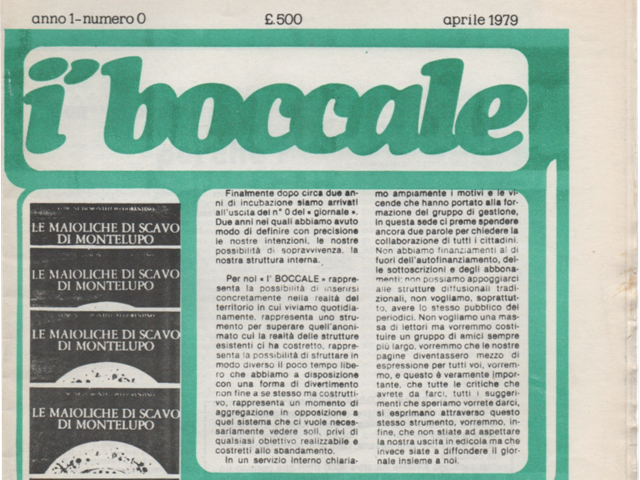 anno 1-numero 0
£.500
aprile 1979
i' boccale
LE MAIOLICHE DI SCAVO
DI MONTELUPO
LE MAIOLICHE DI SCAVO
DI MONTELUPO
LE MAIOLICHE DI SCAVO
DI MONTELUPO
LE MAIOLICHE DI SCAVO
DI MONTELUPO
Finalmente dopo circa due an-
ni di incubazione siamo arrivati
all'uscita del n° 0 del « giornale ».
Due anni nei quali abbiamo avuto
modo di definire con precisione
le nostre intenzioni, le nostre
possibilità di sopravvivenza, la
nostra struttura interna.
Per noi « I' BOCCALE » rappre-
senta la possibilità di inserirsi
concretamente nella realtà del
territorio in cui viviamo quotidia-
namente, rappresenta uno stru-
mento per superare quell'anoni-
mato cui la realtà delle strutture
esistenti ci ha costretto, rappre-
senta la possibilità di sfruttare in
modo diverso il poco tempo libe-
ro che abbiamo a disposizione
con una forma di divertimento
non fine a se stesso ma costrutti-
vo, rappresenta un momento di
aggregazione in opposizione a
quel sistema che ci vuole neces-
sariamente vedere soli, privi di
qualsiasi obiettivo realizzabile e
costretti allo sbandamento.
In un servizio interno chiaria-
mo ampiamente i motivi e le vi-
cende che hanno portato alla for-
mazione del gruppo di gestione,
in questa sede ci preme spendere
ancora due parole per chiedere la
collaborazione di tutti i cittadini.
Non abbiamo finanziamenti al di
fuori dell'autofinanziamento, del-
le sottoscrizioni e degli abbona-
menti: non possiamo appoggiarci
alle strutture diffusionali tradi-
zionali, non vogliamo, soprattut-
to, avere lo stesso pubblico dei
periodici. Non vogliamo una mas-
sa di lettori ma vorremmo costi-
tuire un gruppo di amici sempre
più largo, vorremmo che le nostre
pagine diventassero mezzo di
espressione per tutti voi, vorrem-
mo, e questo è veramente impor-
tante, che tutte le critiche che
avrete da farci, tutti i suggeri-
menti che speriamo vorrete darci,
si esprimano attraverso questo
stesso strumento, vorremmo, in-
fine, che non stiate ad aspettare
la nostra uscita in edicola ma che
invece siate a diffondere il gior-
nale insieme a noi.